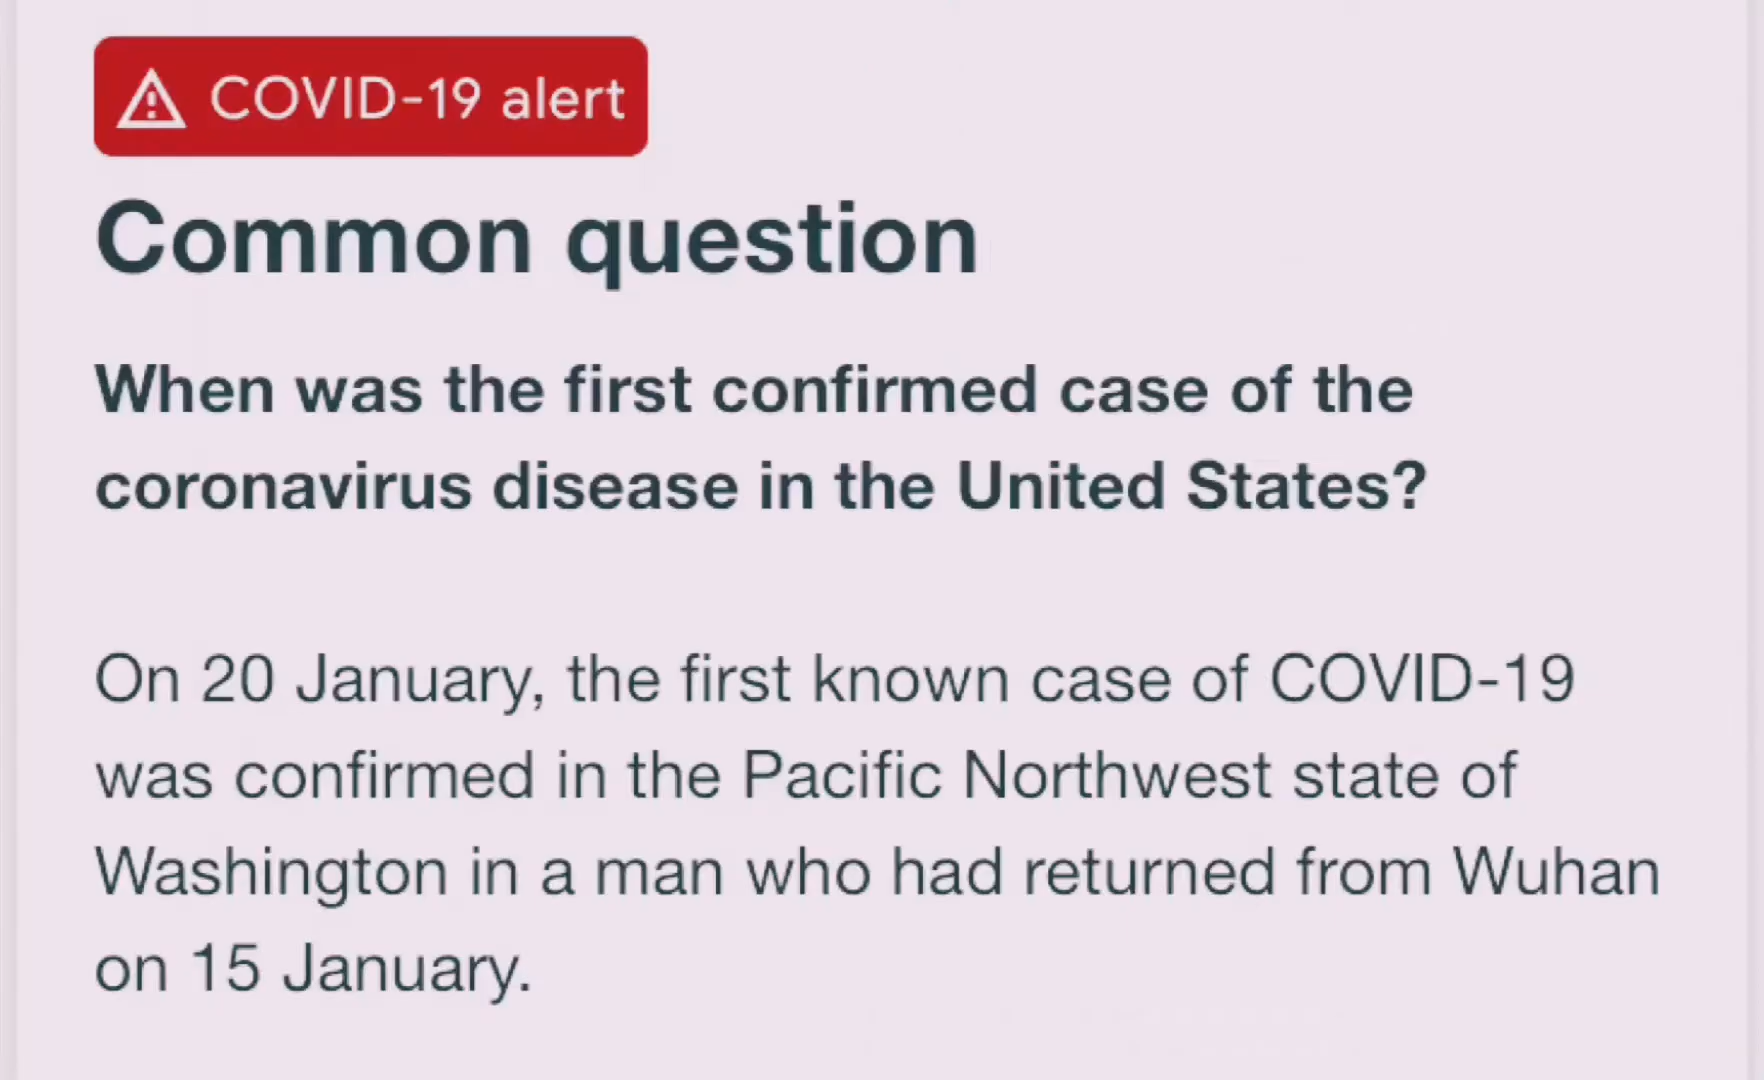 COVID-19 alert
Common question
When was the first confirmed case of the
coronavirus disease in the United States?
On 20 January, the first known case of COVID-19
was confirmed in the Pacific Northwest state of
Washington in a man who had returned from Wuhan
on 15 January.